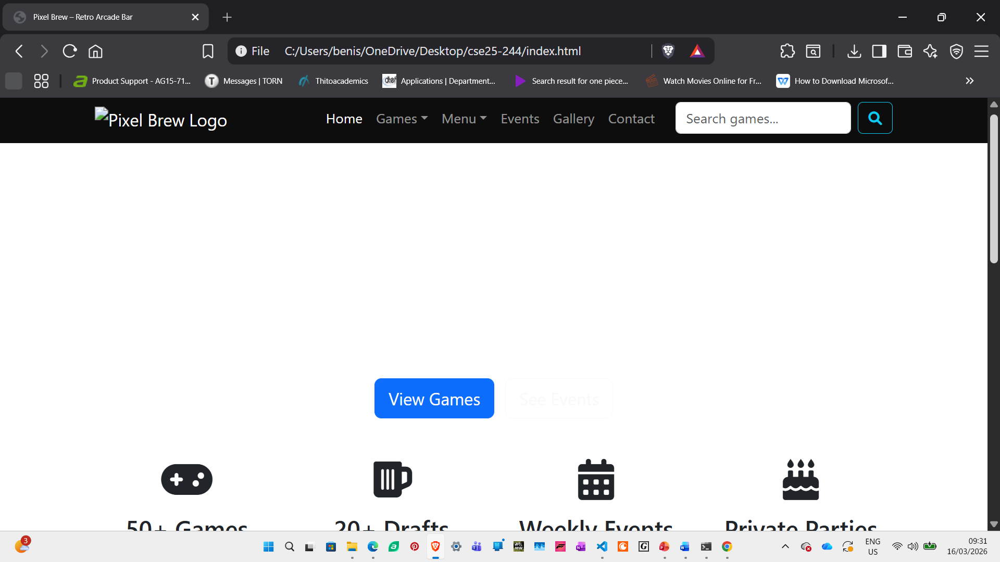 Pixel Brew – Retro Arcade Bar
File C:/Users/benis/OneDrive/Desktop/cse25-244/index.html
Product Support - AG15-71... Messages | TORN Thitoacademics Applications | Department... Search result for one piece... Watch Movies Online for Fr... How to Download Microsof...
Pixel Brew Logo Home Games Menu Events Gallery Contact Search games...
View Games See Events
50+ Games 20+ Drafts Weekly Events Private Parties
3
ENG
US
09:31
16/03/2026